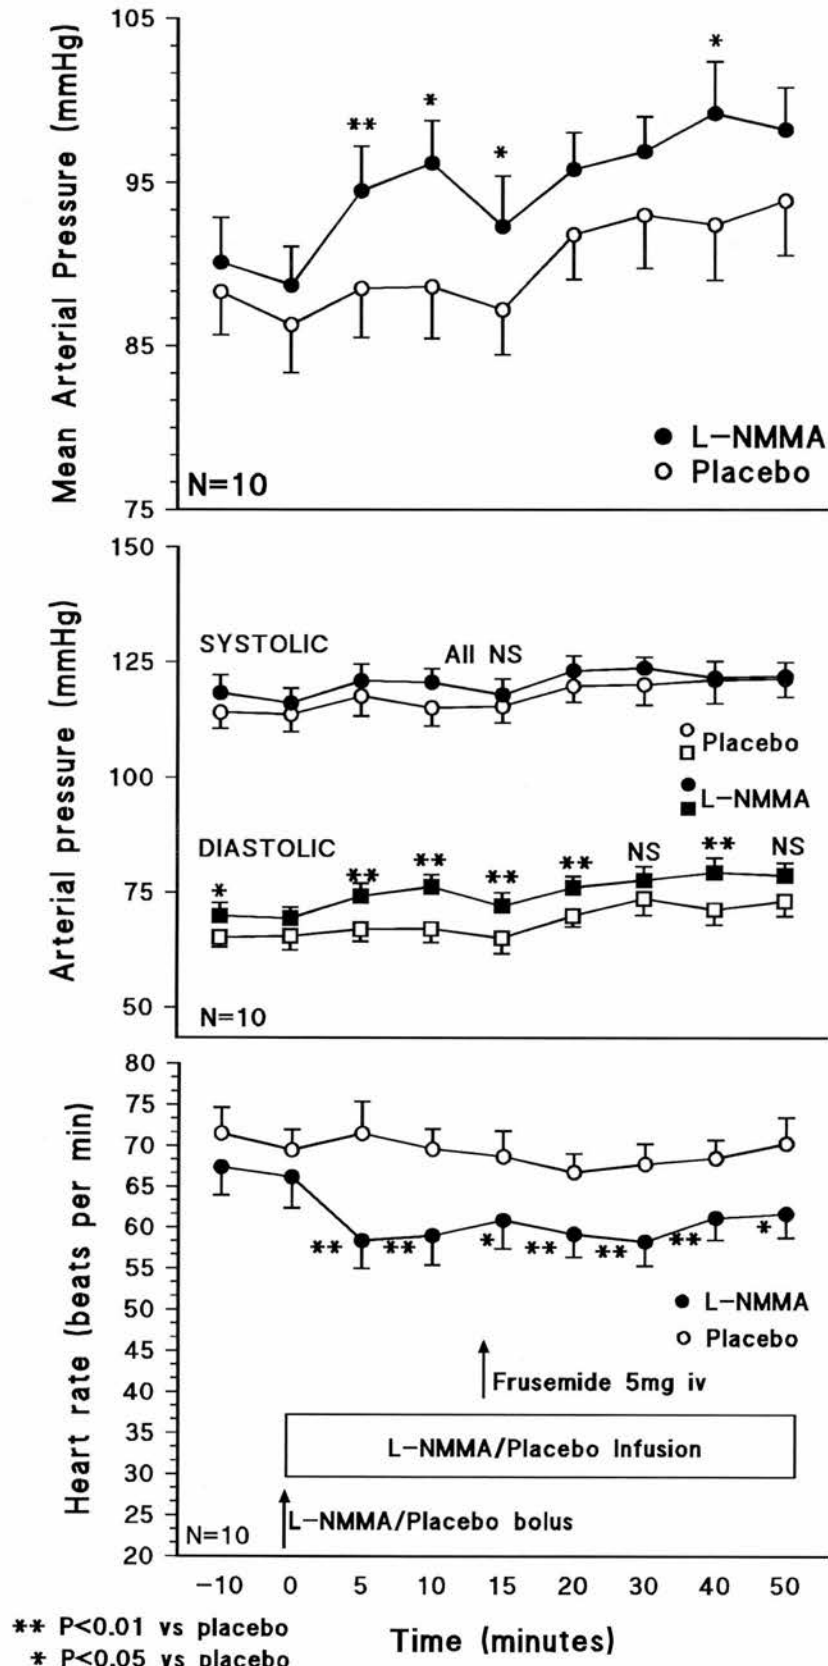 Mean Arterial Pressure (mmHg)
105
95
85
75
**
*
*
*
● L-NMMA
○ Placebo
N=10
Arterial pressure (mmHg)
150
125
100
75
50
SYSTOLIC
All NS
Placebo
L-NMMA
DIASTOLIC
*
**
**
**
**
NS
**
NS
N=10
Heart rate (beats per min)
80
75
70
65
60
55
50
45
40
35
30
25
20
**
**
*
**
**
**
*
● L-NMMA
○ Placebo
Frusemide 5mg iv
L-NMMA/Placebo Infusion
L-NMMA/Placebo bolus
N=10
-10 0 5 10 15 20 30 40 50
Time (minutes)
** P<0.01 vs placebo
* P<0.05 vs placebo